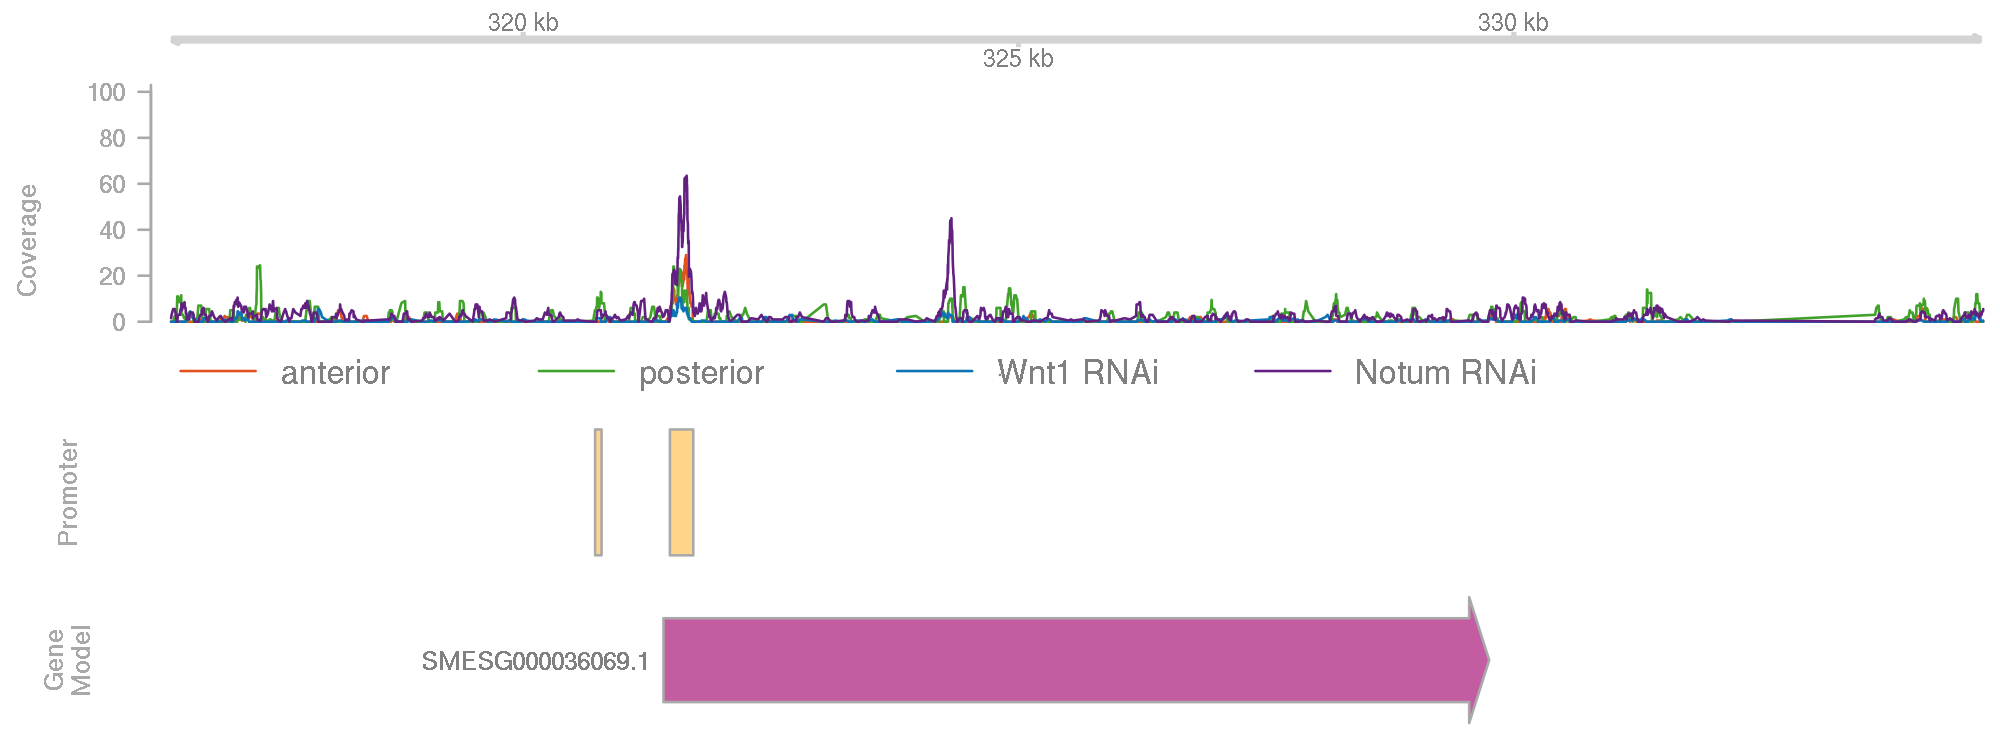 320 kb
330 kb
325 kb
100
80
60
40
20
0
Coverage
anterior
posterior
Wnt1 RNAi
Notum RNAi
Promoter
Gene
Model
SMESG000036069.1